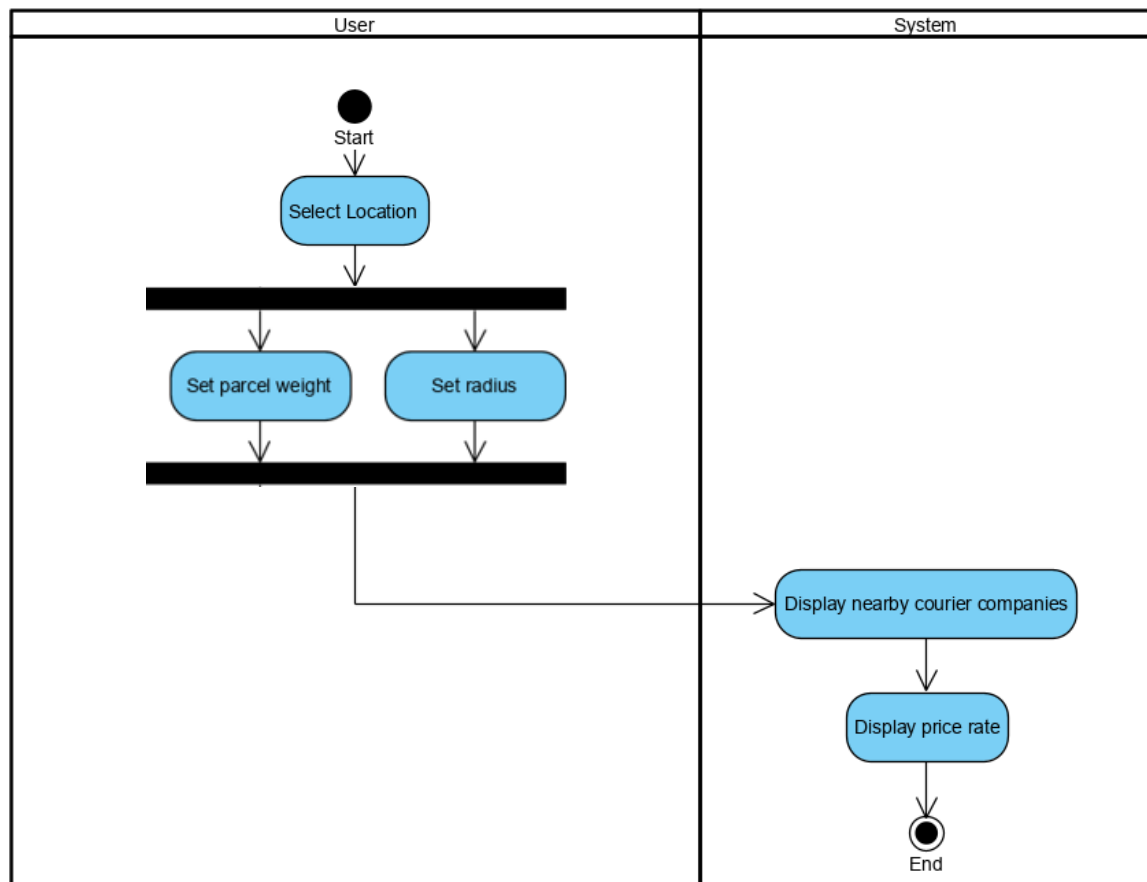 User
System
Start
Select Location
Set parcel weight
Set radius
Display nearby courier companies
Display price rate
End